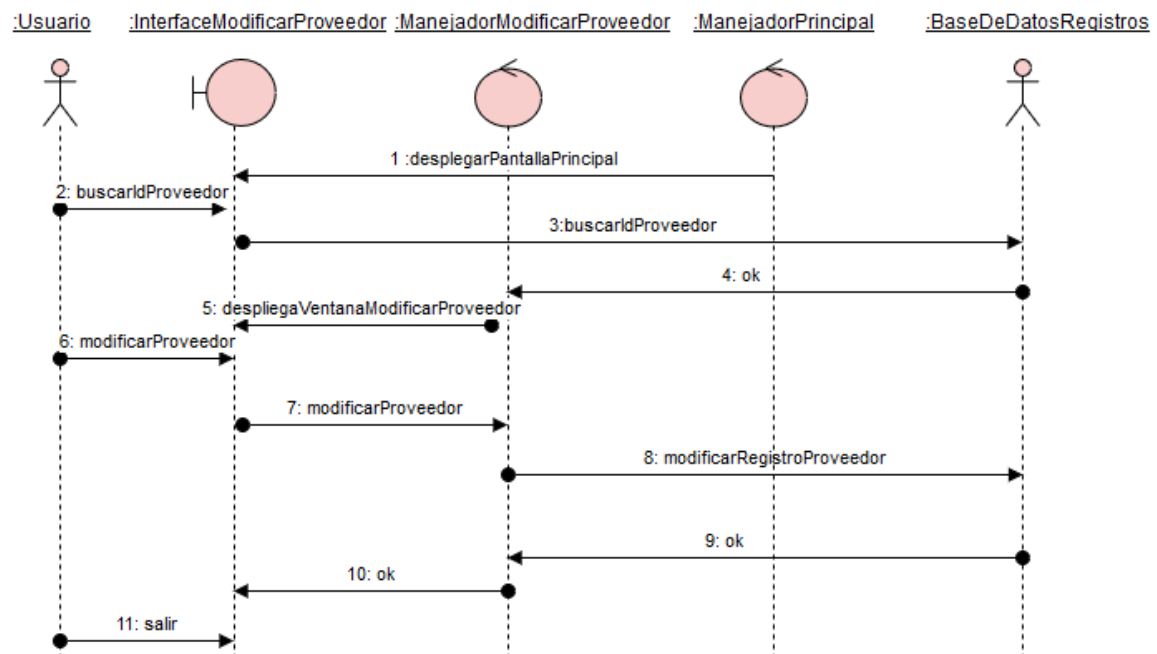 :Usuario :InterfaceModificarProveedor :ManejadorModificarProveedor :ManejadorPrincipal :BaseDeDatosRegistros
1 :desplegarPantallaPrincipal
2: buscarIdProveedor
3:buscarIdProveedor
4: ok
5: despliegaVentanaModificarProveedor
6: modificarProveedor
7: modificarProveedor
8: modificarRegistroProveedor
9: ok
10: ok
11: salir